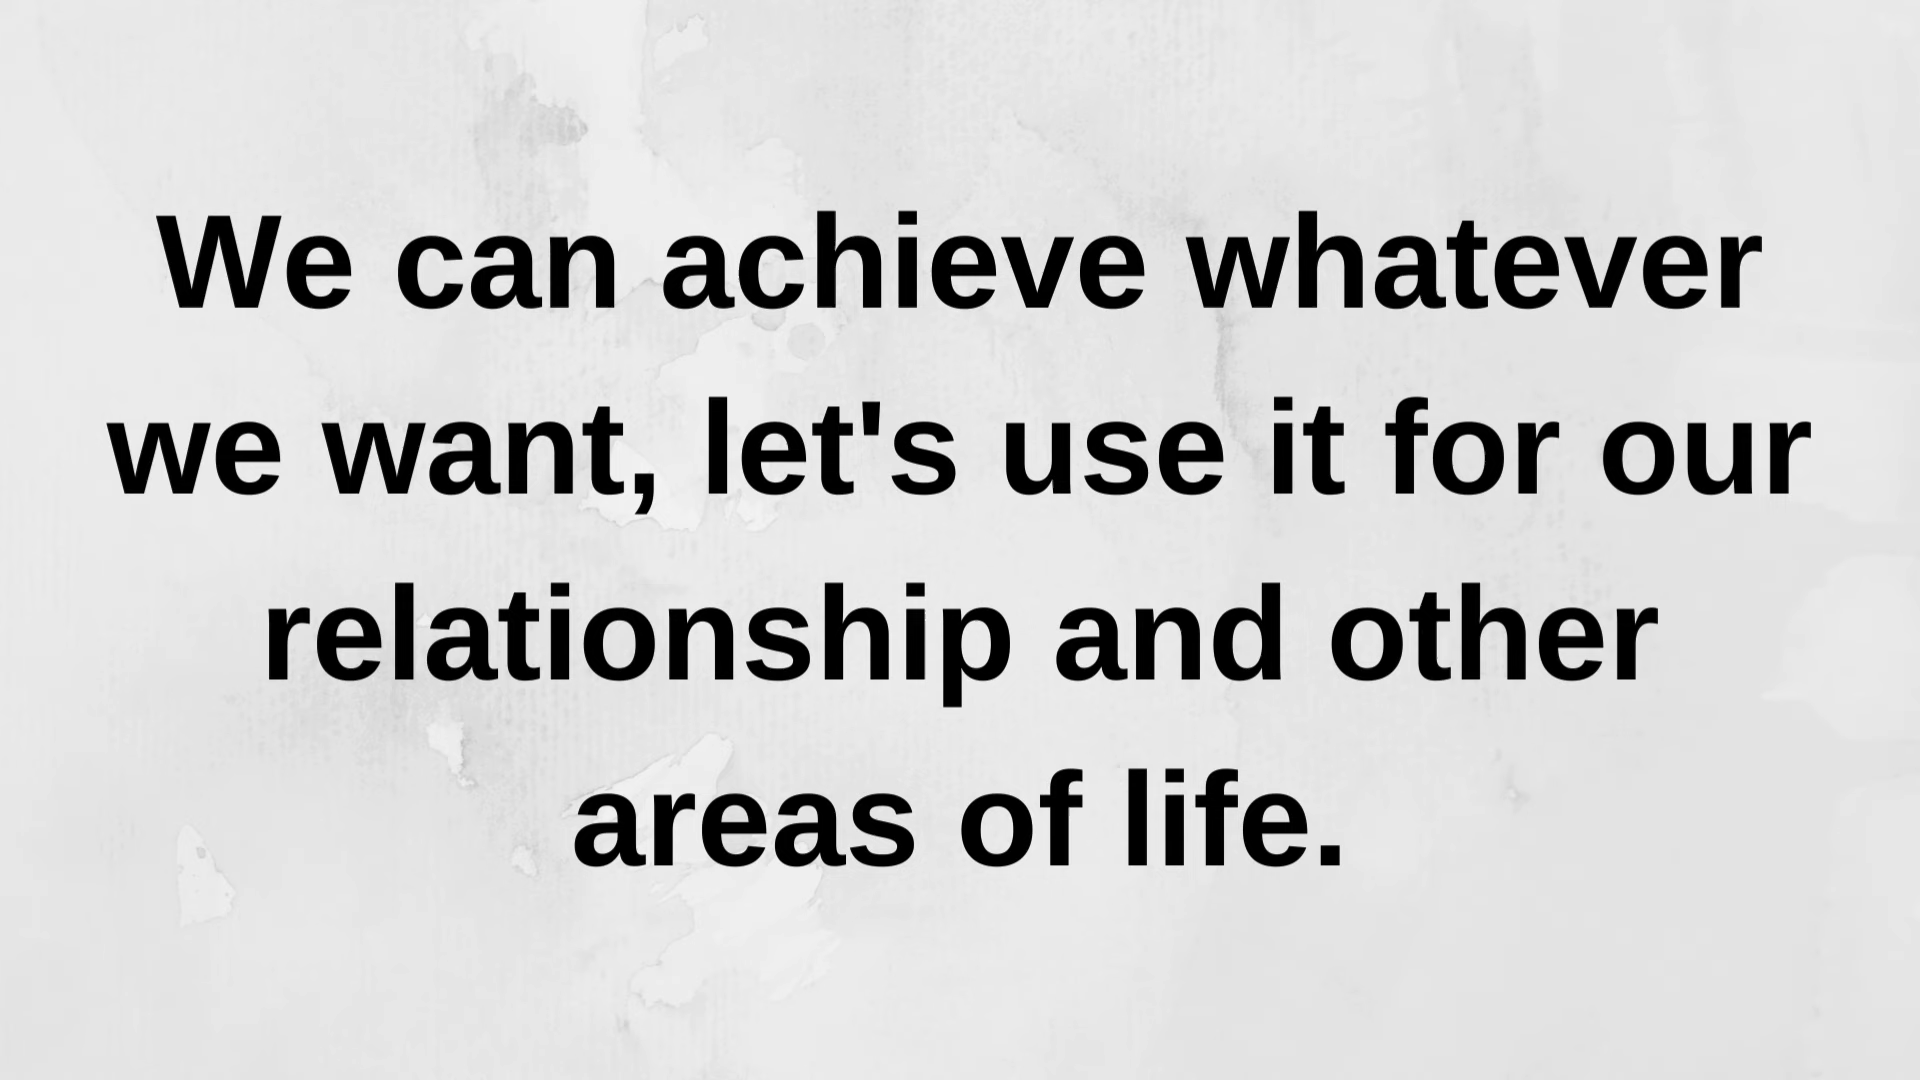 We can achieve whatever
we want, let's use it for our
relationship and other
areas of life.